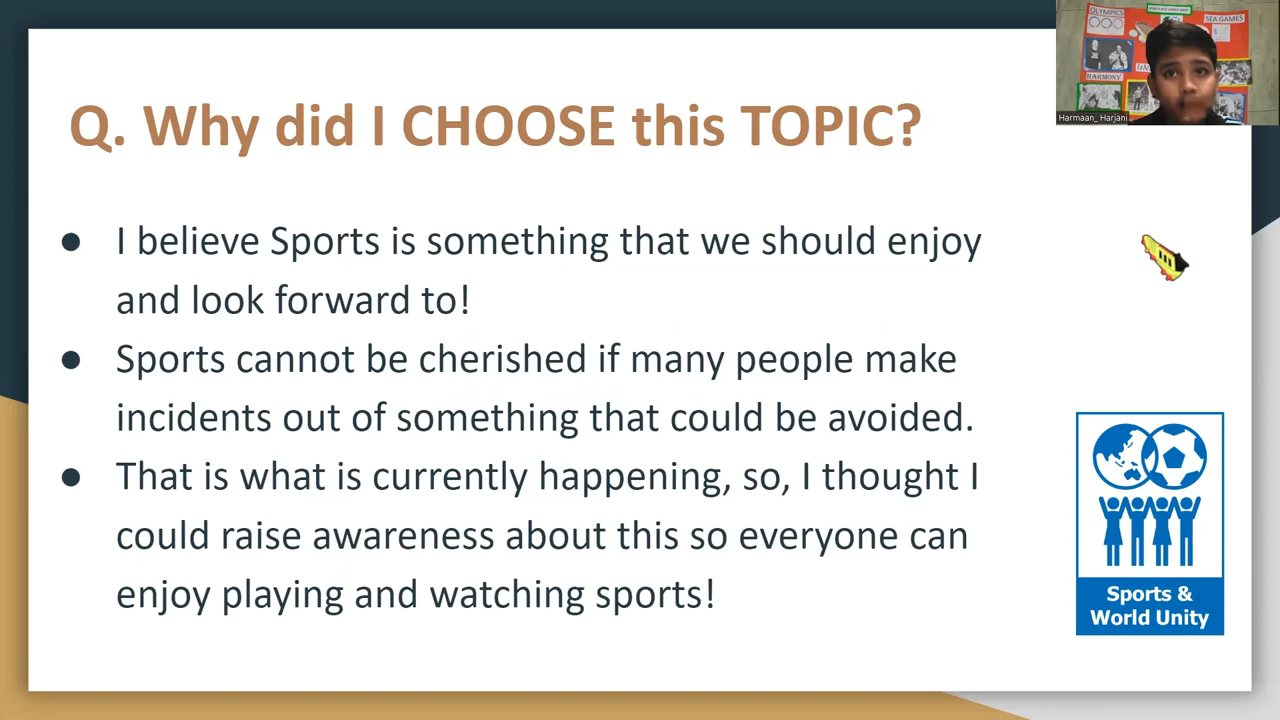 Q. Why did I CHOOSE this TOPIC?
● I believe Sports is something that we should enjoy
and look forward to!
● Sports cannot be cherished if many people make
incidents out of something that could be avoided.
● That is what is currently happening, so, I thought I
could raise awareness about this so everyone can
enjoy playing and watching sports!
OLYMPICS
SEA GAMES
HARMONY
Harmaan_ Harjani
Sports &
World Unity